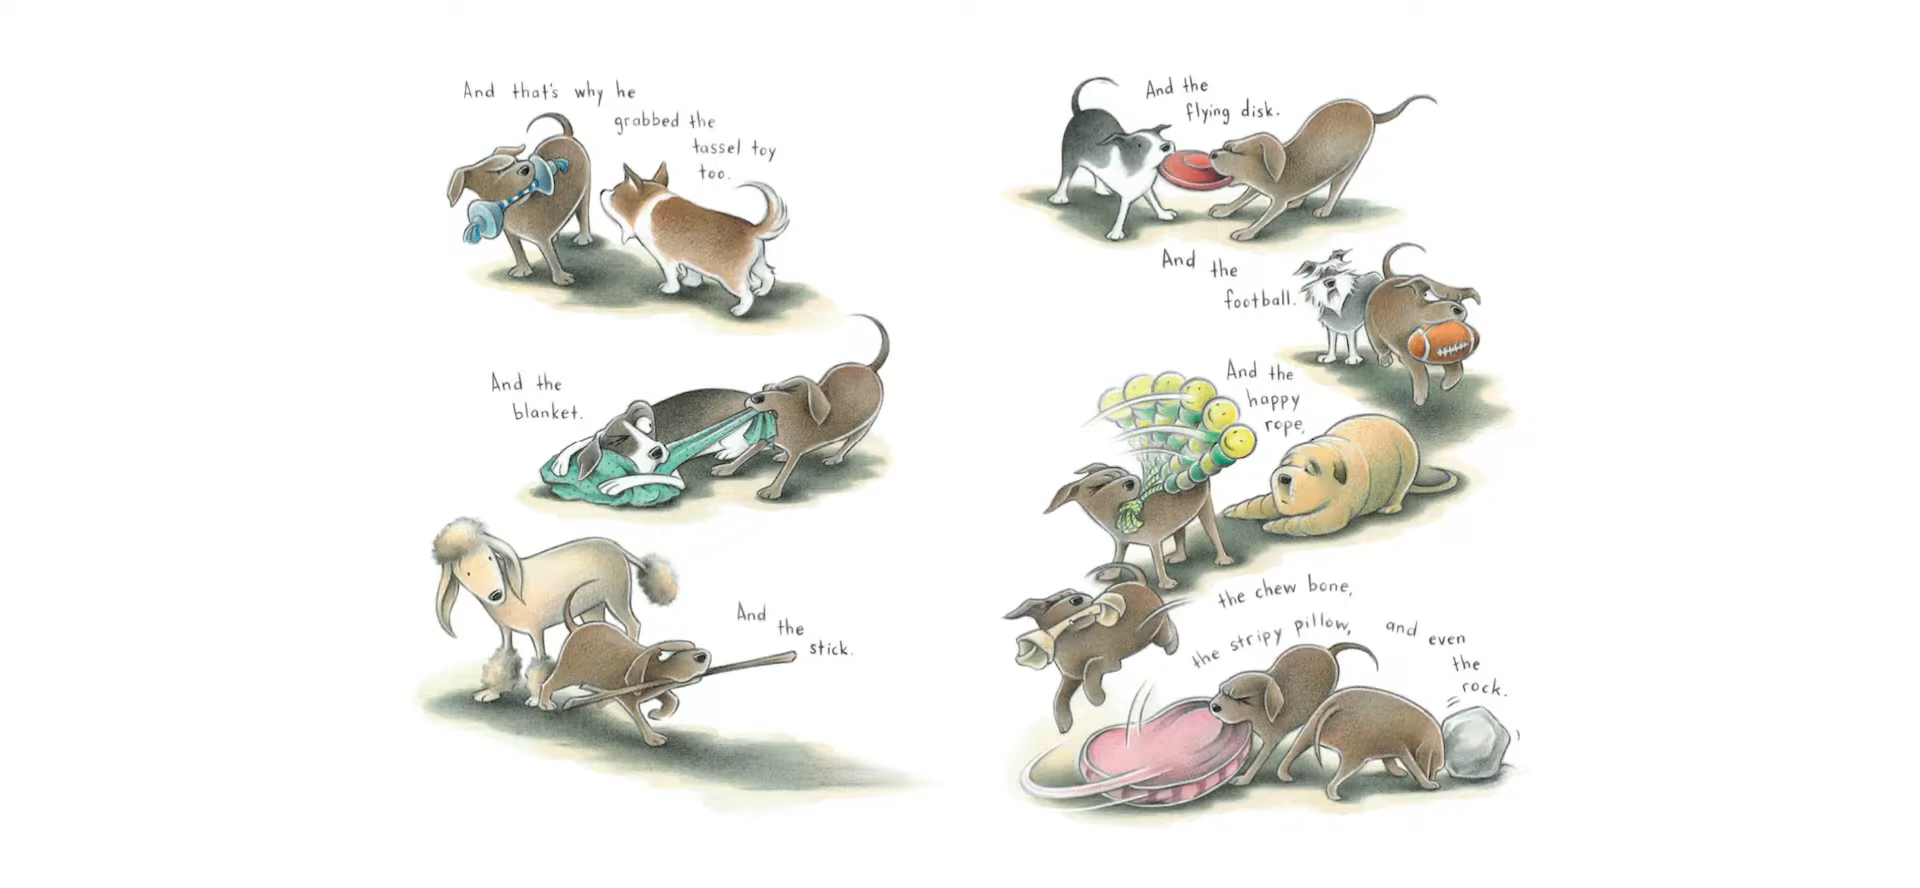 And that's why he
grabbed the
tassel toy
too.
And the
blanket.
And
the
stick.
And the
flying disk.
And the
football.
And the
happy
rope,
the chew bone,
the stripy pillow,
and even
the
rock.